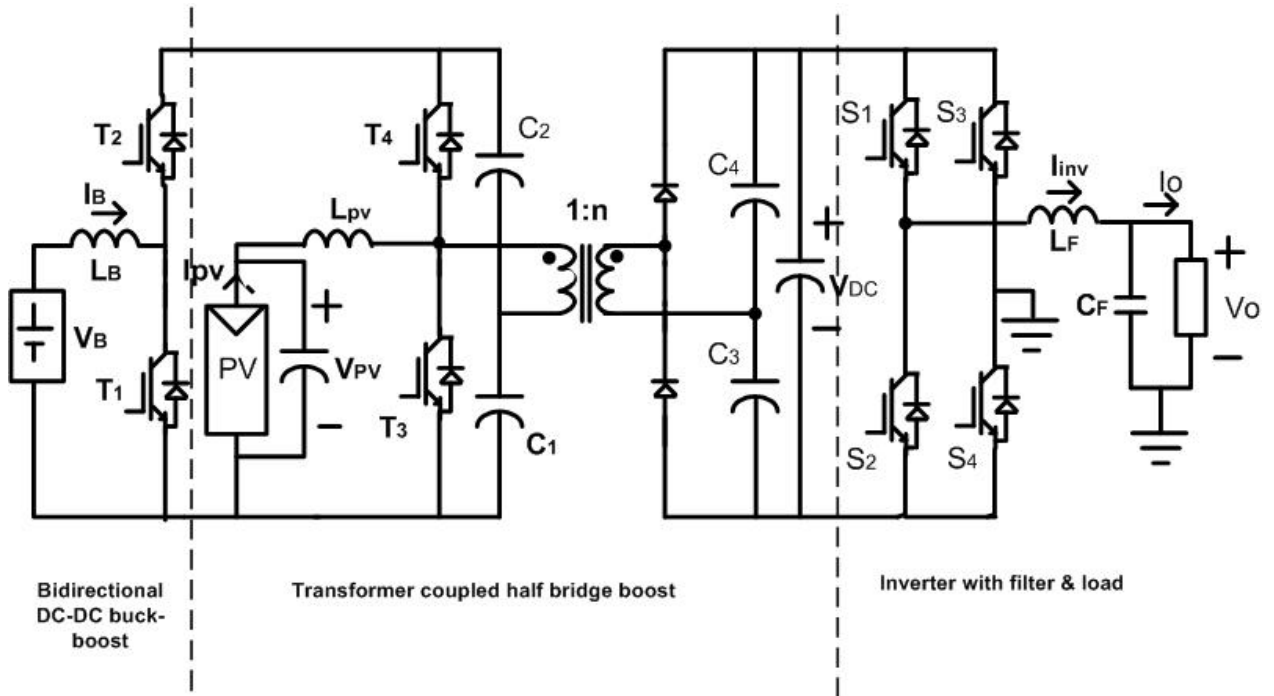 T2
IB
LB
VB
T1
T4
C2
Lpv
Ipv
+
PV
VPV
−
T3
C1
1:n
C4
+
VDC
−
C3
S1
S3
Iinv
IO
LF
+
CF
Vo
−
S2
S4
Bidirectional
DC-DC buck-
boost
Transformer coupled half bridge boost
Inverter with filter & load